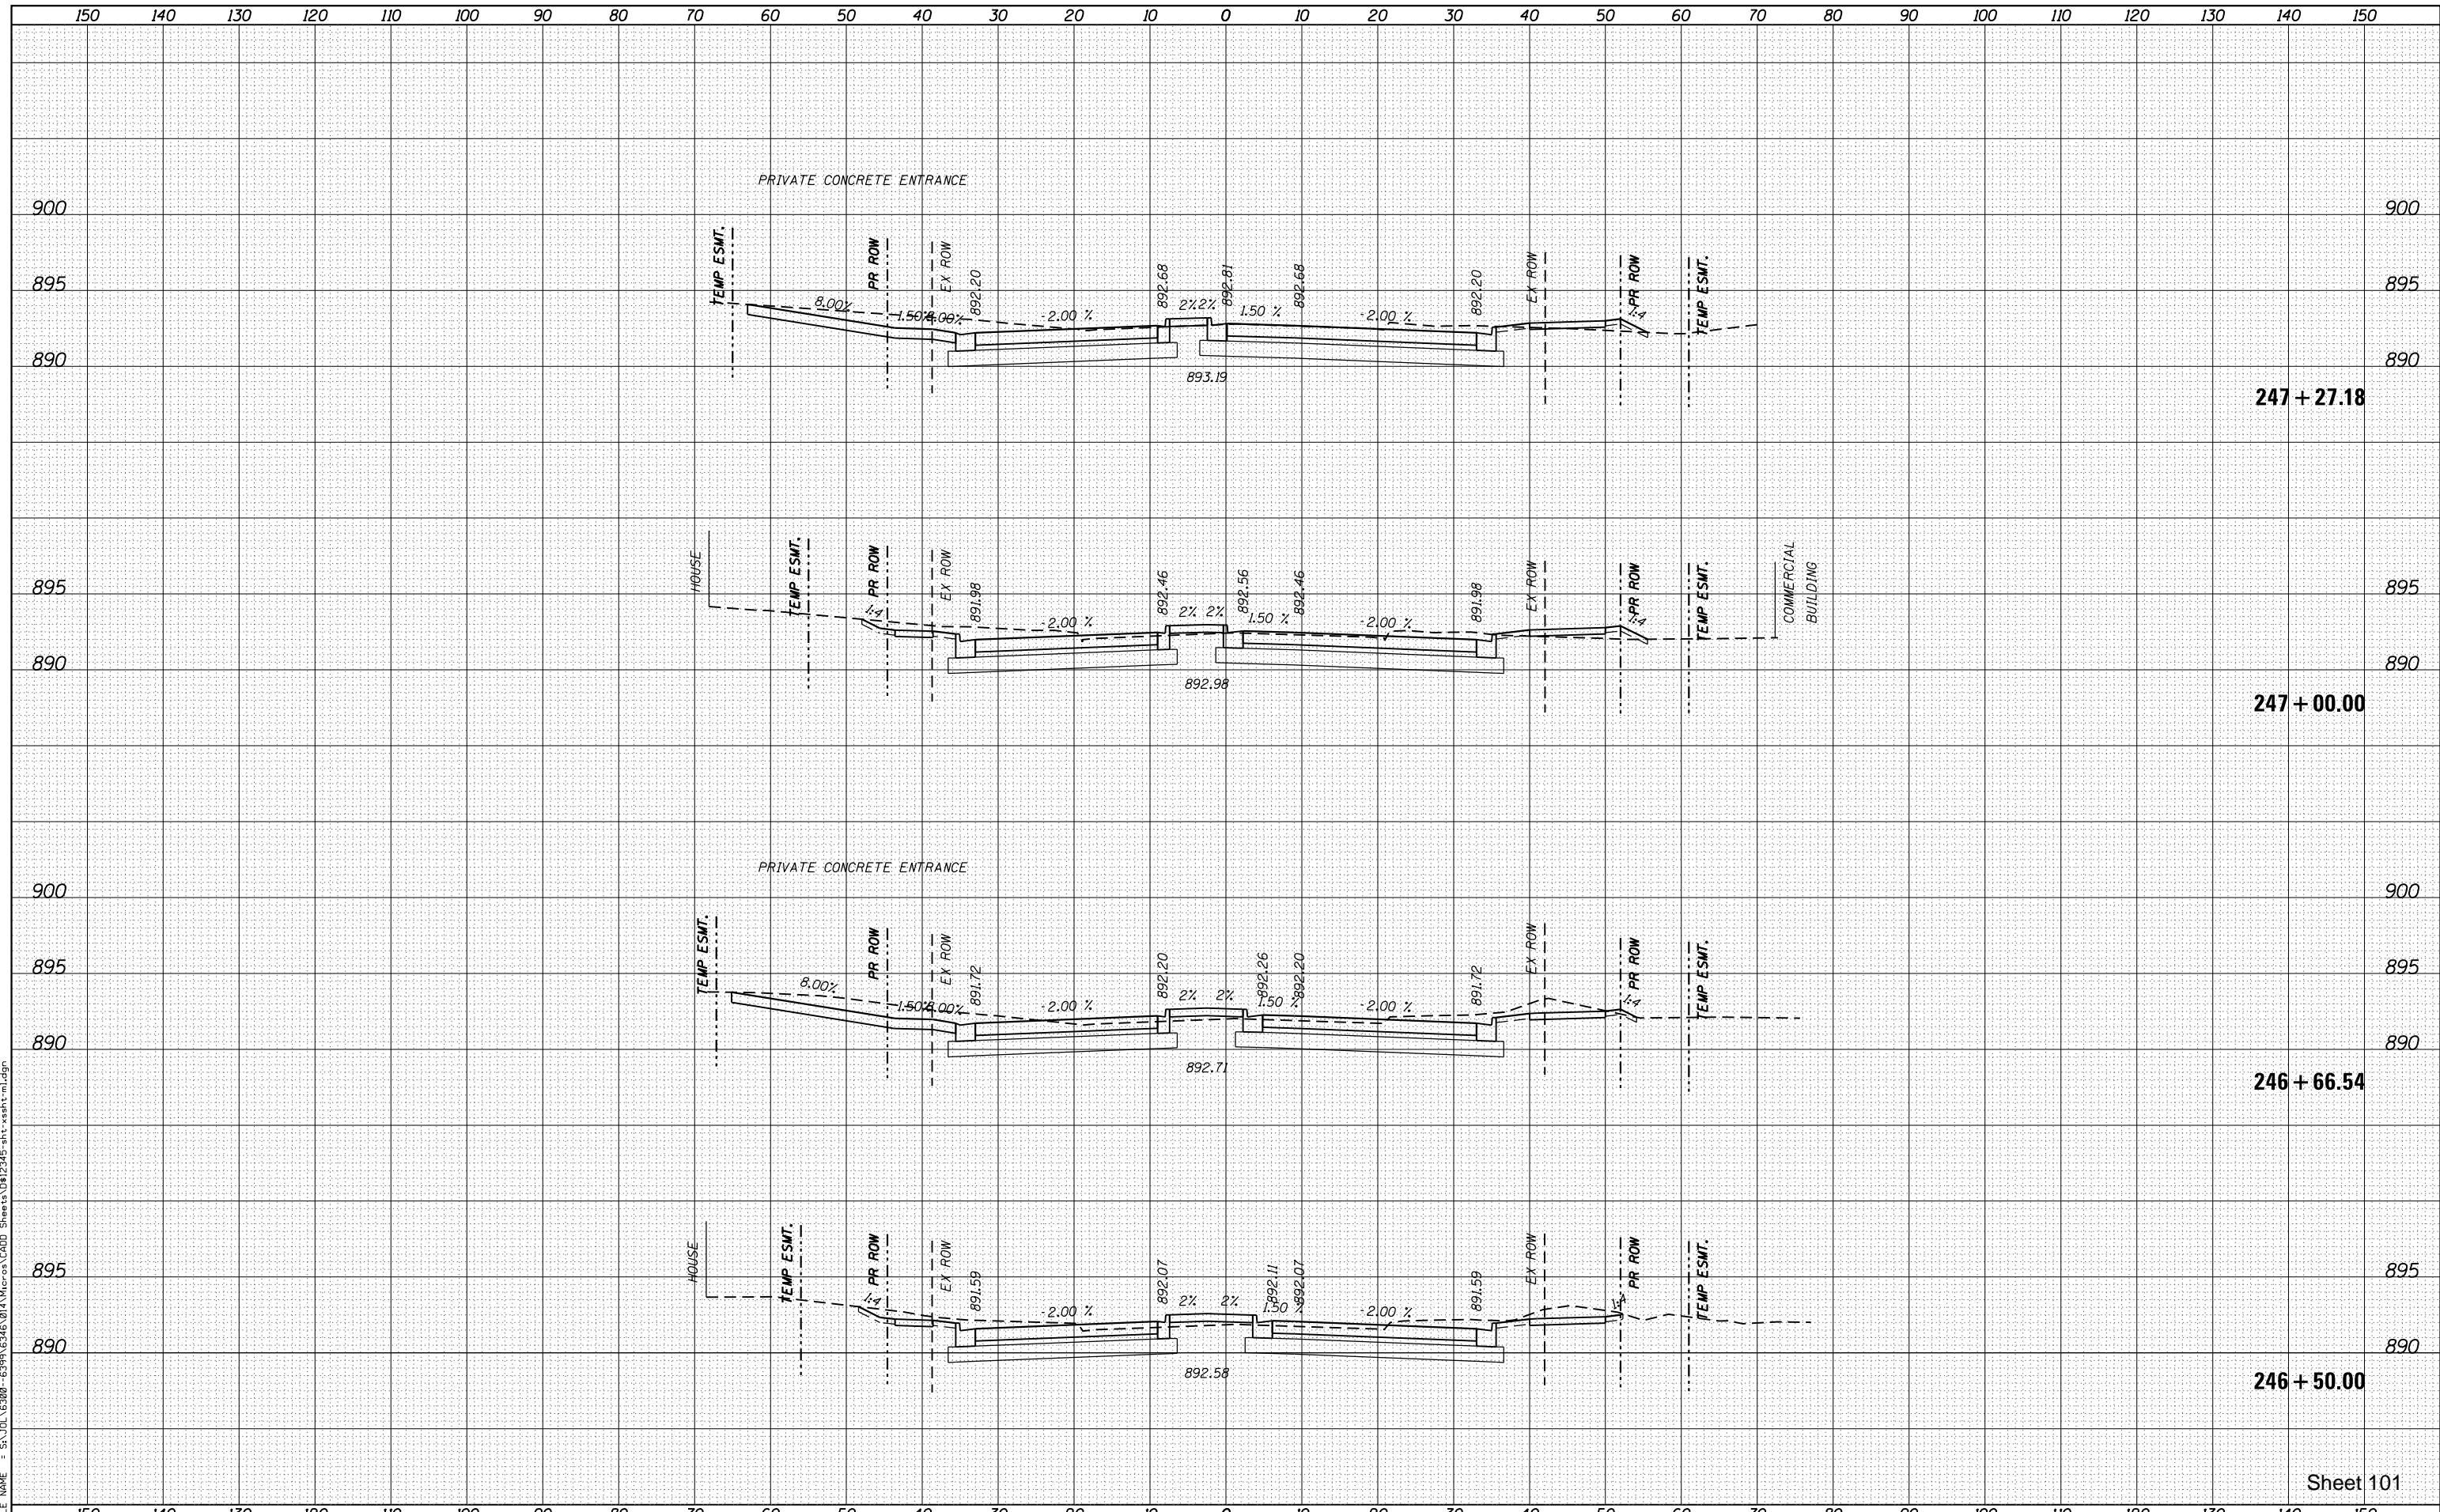 150 140 130 120 110 100 90 80 70 60 50 40 30 20 10 0 10 20 30 40 50 60 70 80 90 100 110 120 130 140 150
PRIVATE CONCRETE ENTRANCE
900 900
TEMP ESMT. PR ROW EX ROW 892.20 892.68 892.81 892.68 892.20 EX ROW PR ROW TEMP ESMT.
895 895
8.00% 1.50% 8.00% -2.00 % 2% 2% 1.50 % -2.00 % 1:4
890 890
893.19
247+27.18
HOUSE TEMP ESMT. PR ROW EX ROW 891.98 892.46 892.56 892.46 891.98 EX ROW PR ROW TEMP ESMT. COMMERCIAL
BUILDING
895 895
1:4 -2.00 % 2% 2% 1.50 % -2.00 % 1:4
890 890
892.98
247+00.00
PRIVATE CONCRETE ENTRANCE
900 900
TEMP ESMT. PR ROW EX ROW 891.72 892.20 892.26 892.20 891.72 EX ROW PR ROW TEMP ESMT.
895 895
8.00% 1.50% 8.00% -2.00 % 2% 2% 1.50 % -2.00 % 1:4
890 890
892.71
246+66.54
HOUSE TEMP ESMT. PR ROW EX ROW 891.59 892.07 892.11 892.07 891.59 EX ROW PR ROW TEMP ESMT.
895 895
1:4 -2.00 % 2% 2% 1.50 % -2.00 %
890 890
892.58
246+50.00
Sheet 101